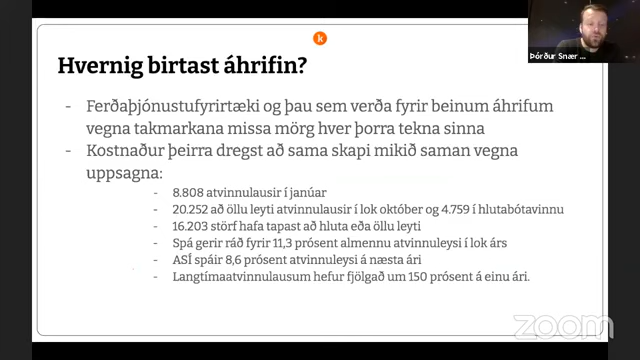 k
Þórður Snær ...
Hvernig birtast áhrifin?
- Ferðaþjónustufyrirtæki og þau sem verða fyrir beinum áhrifum
vegna takmarkana missa mörg hver þorra tekna sinna
- Kostnaður þeirra dregst að sama skapi mikið saman vegna
uppsagna:
- 8.808 atvinnulausir í janúar
- 20.252 að öllu leyti atvinnulausir í lok október og 4.759 í hlutabótavinnu
- 16.203 störf hafa tapast að hluta eða öllu leyti
- Spá gerir ráð fyrir 11,3 prósent almennu atvinnuleysi í lok árs
- ASÍ spáir 8,6 prósent atvinnuleysi á næsta ári
- Langtímaatvinnulausum hefur fjölgað um 150 prósent á einu ári.
zoom